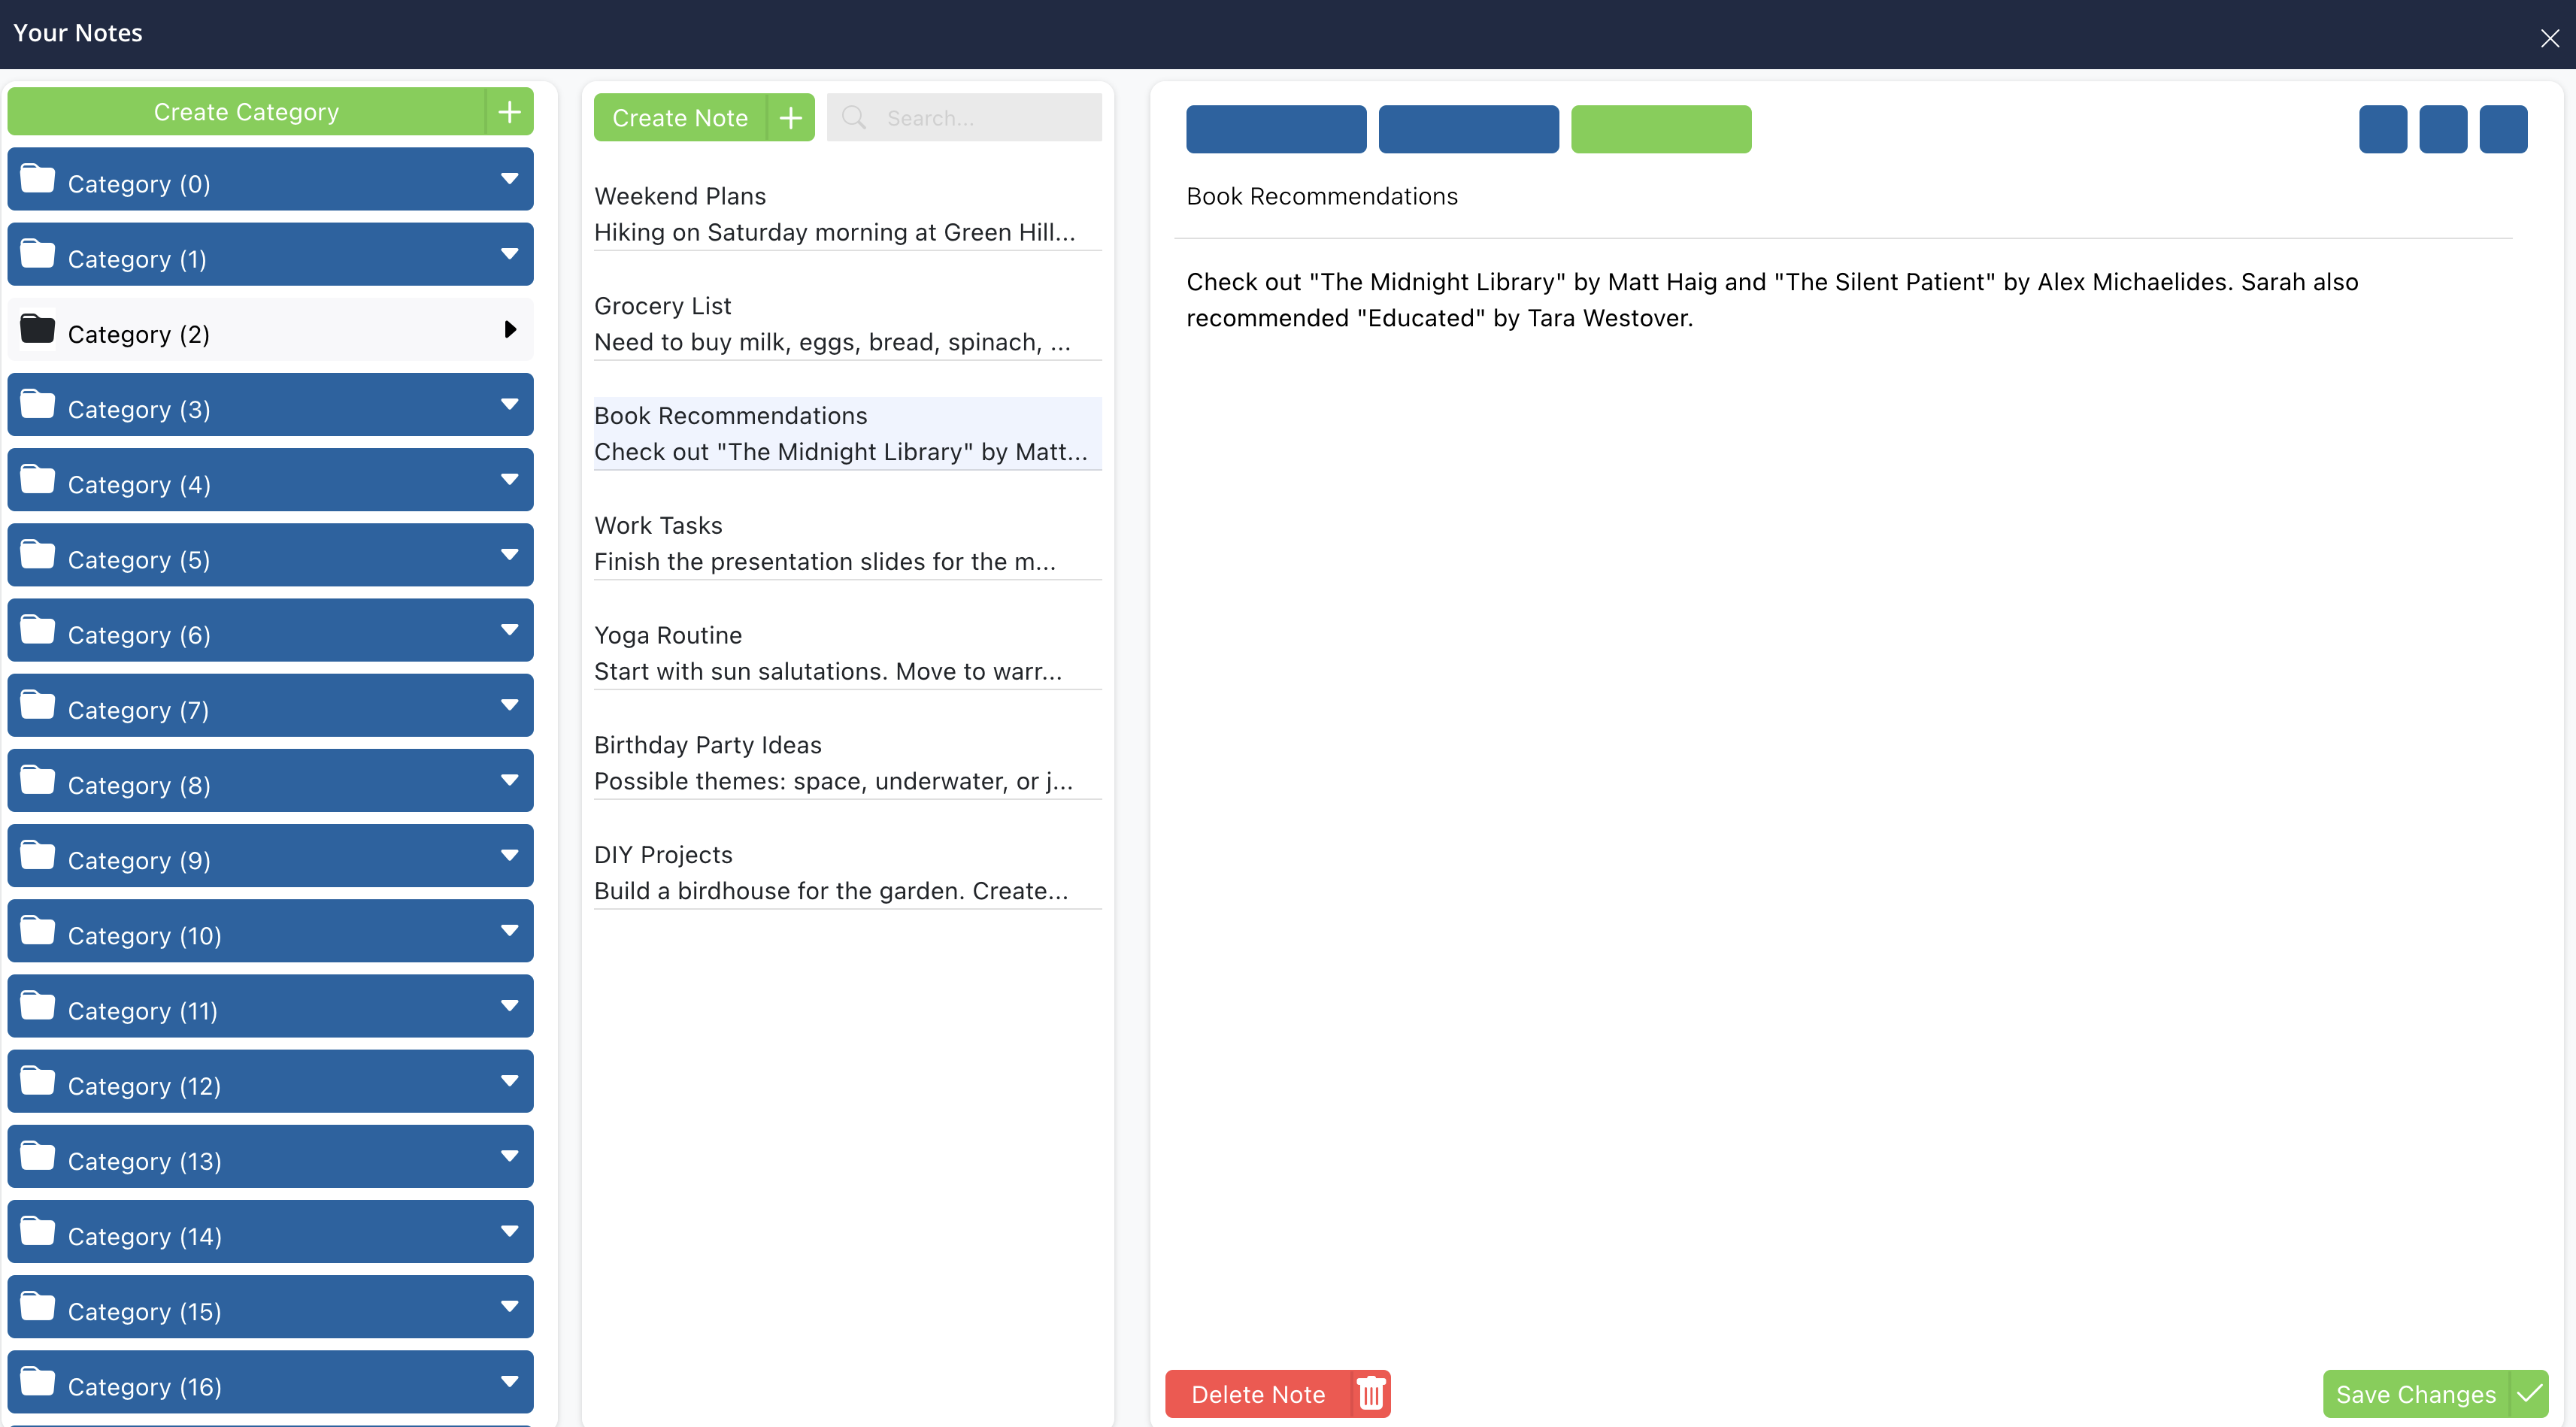 Your Notes
Create Category
Category (0)
Category (1)
Category (2)
Category (3)
Category (4)
Category (5)
Category (6)
Category (7)
Category (8)
Category (9)
Category (10)
Category (11)
Category (12)
Category (13)
Category (14)
Category (15)
Category (16)
Create Note
Search...
Weekend Plans
Hiking on Saturday morning at Green Hill...
Grocery List
Need to buy milk, eggs, bread, spinach, ...
Book Recommendations
Check out "The Midnight Library" by Matt...
Work Tasks
Finish the presentation slides for the m...
Yoga Routine
Start with sun salutations. Move to warr...
Birthday Party Ideas
Possible themes: space, underwater, or j...
DIY Projects
Build a birdhouse for the garden. Create...
Book Recommendations
Check out "The Midnight Library" by Matt Haig and "The Silent Patient" by Alex Michaelides. Sarah also
recommended "Educated" by Tara Westover.
Delete Note
Save Changes